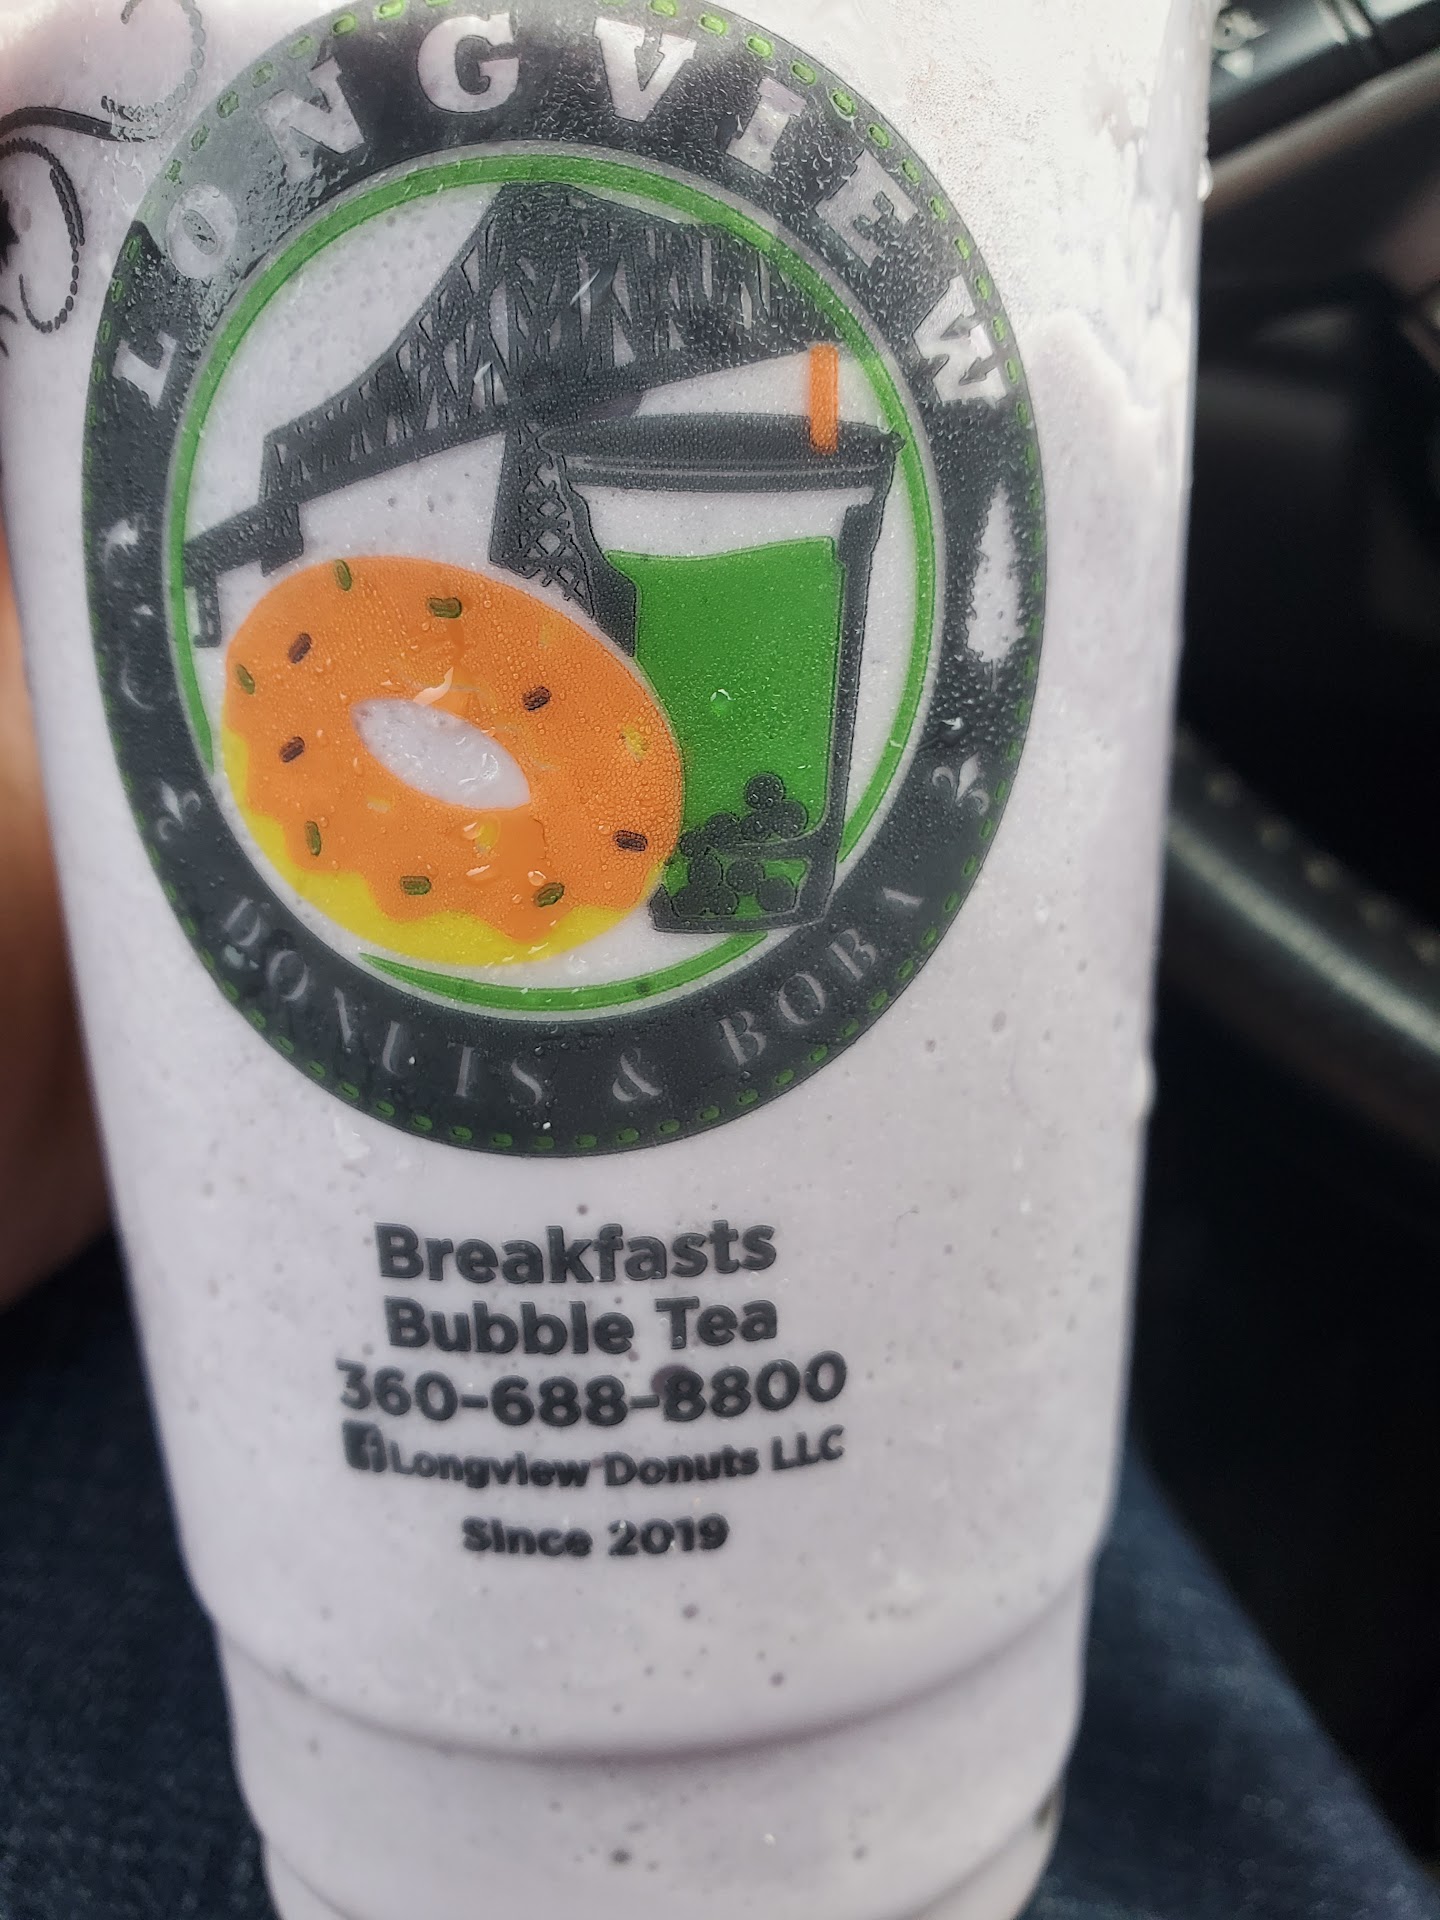 LONGVIEW
DONUTS & BOBA
Breakfasts
Bubble Tea
360-688-8800
Longview Donuts LLC
Since 2019